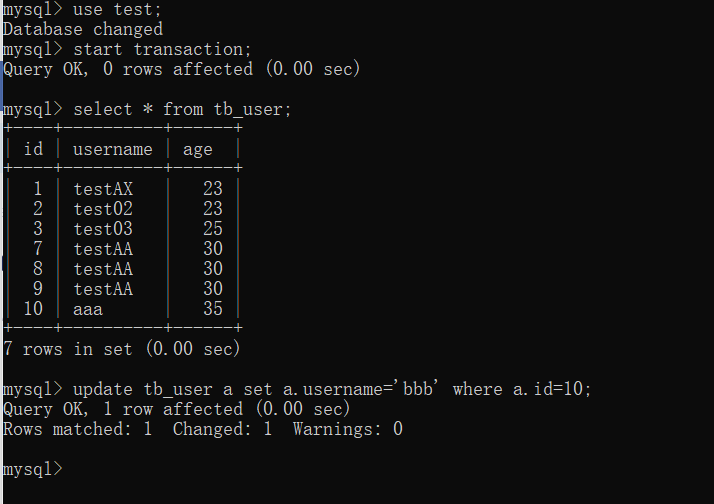 mysql> use test;
Database changed
mysql> start transaction;
Query OK, 0 rows affected (0.00 sec)
mysql> select * from tb_user;
+----+----------+------+
| id | username | age  |
+----+----------+------+
|  1 | testAX   |   23 |
|  2 | test02   |   23 |
|  3 | test03   |   25 |
|  7 | testAA   |   30 |
|  8 | testAA   |   30 |
|  9 | testAA   |   30 |
| 10 | aaa      |   35 |
+----+----------+------+
7 rows in set (0.00 sec)
mysql> update tb_user a set a.username='bbb' where a.id=10;
Query OK, 1 row affected (0.00 sec)
Rows matched: 1  Changed: 1  Warnings: 0
mysql>